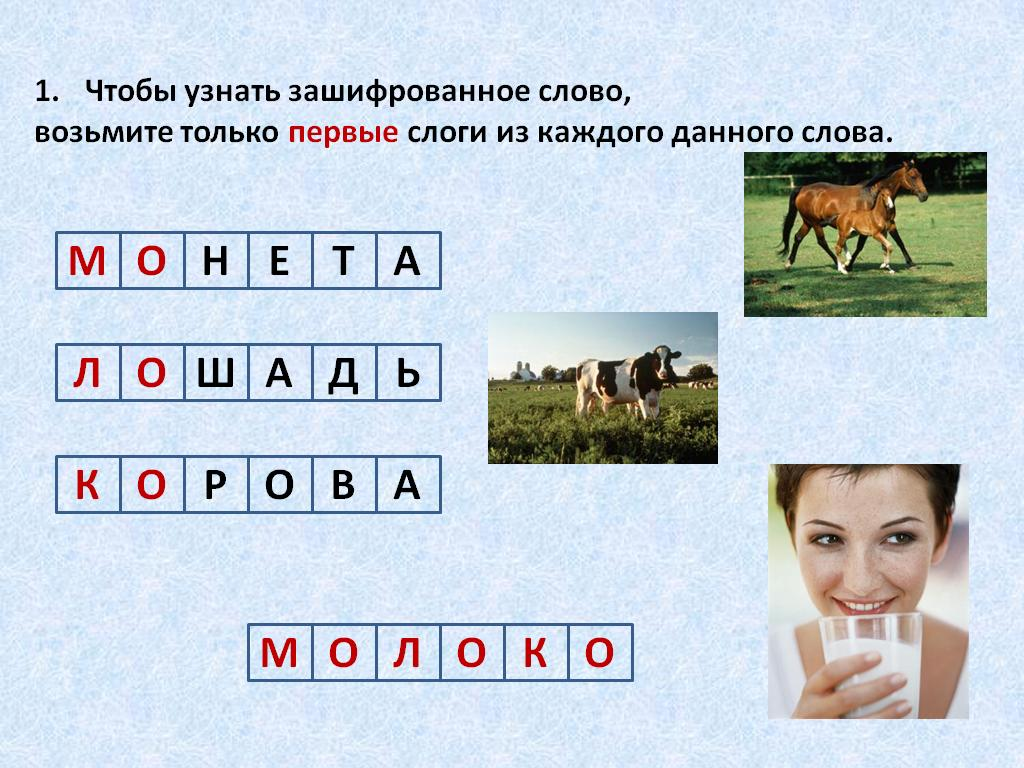 1. Чтобы узнать зашифрованное слово,
возьмите только первые слоги из каждого данного слова.
МОНЕТА
ЛОШАДЬ
КОРОВА
МОЛОКО